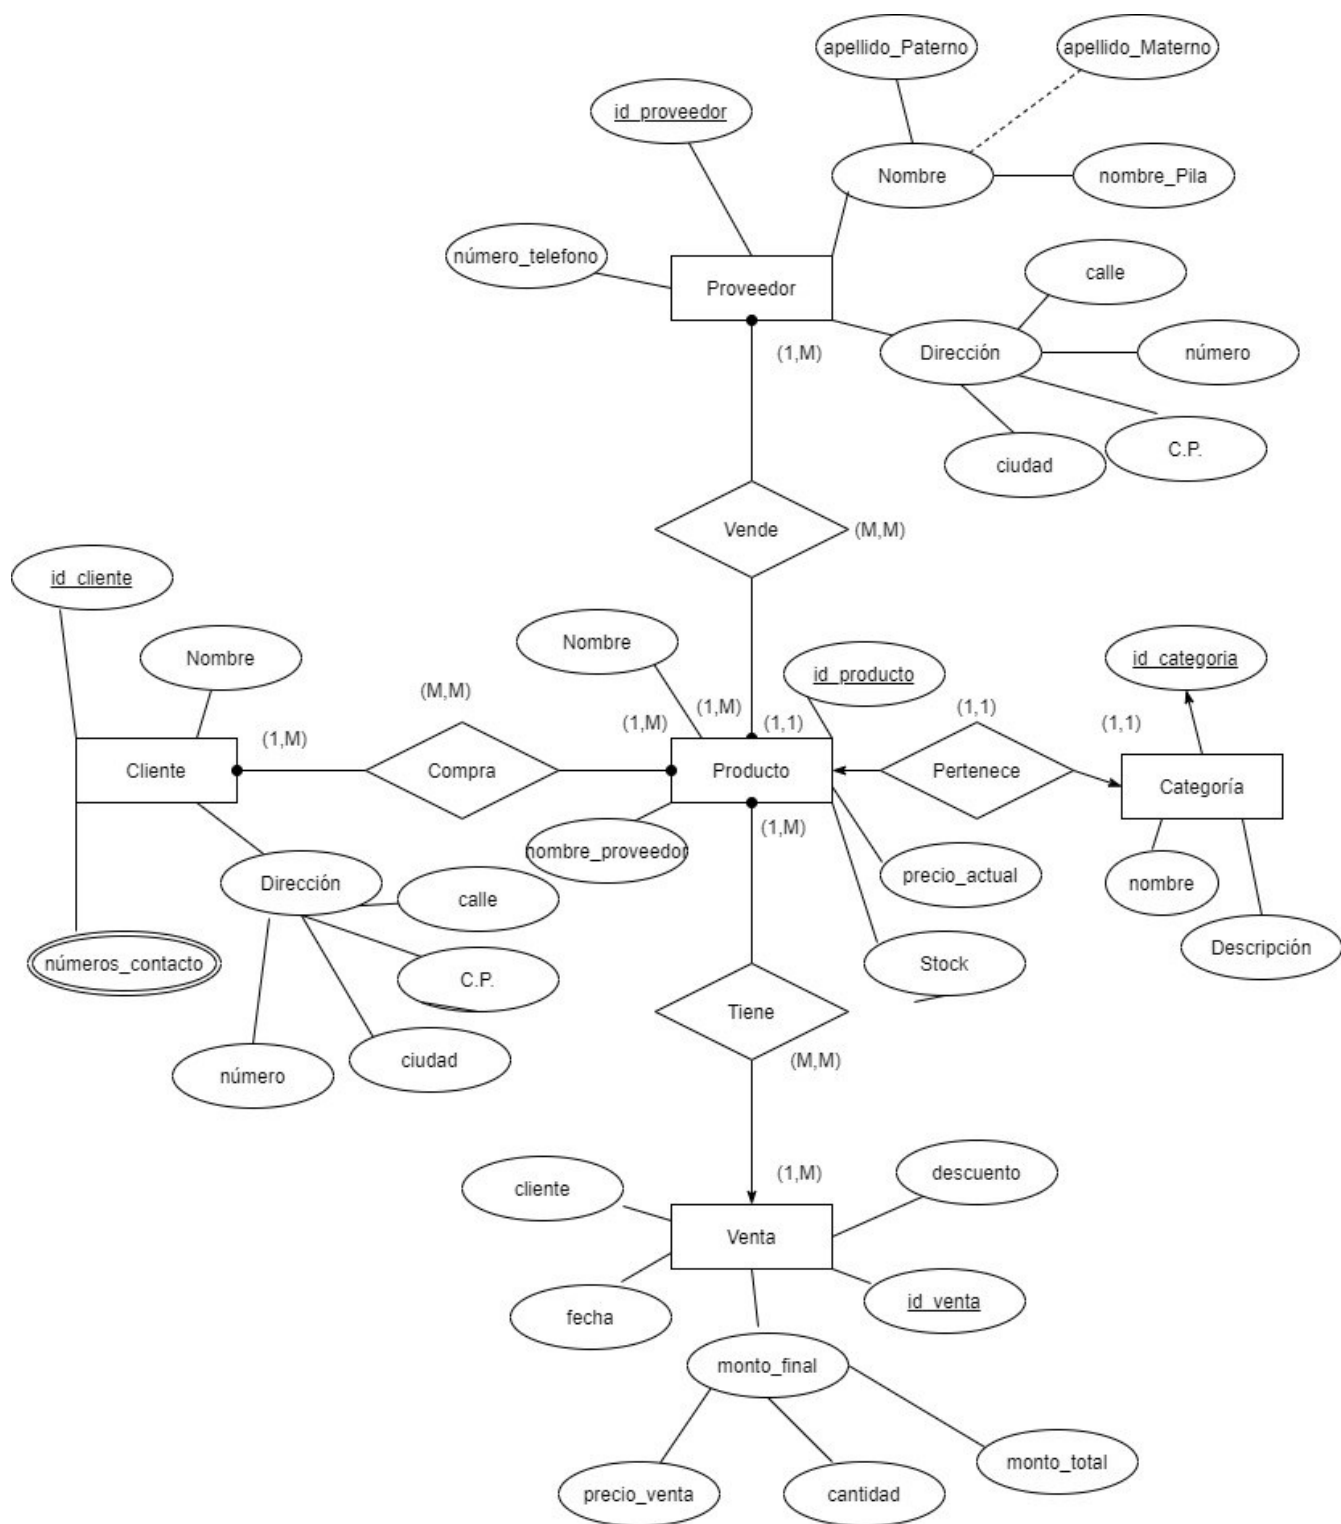 apellido_Paterno
apellido_Materno
id_proveedor
Nombre
nombre_Pila
número_telefono
Proveedor
calle
(1,M)
Dirección
número
ciudad
C.P.
Vende
(M,M)
id_cliente
Nombre
Nombre
id_producto
id_categoria
(M,M)
(1,M)
(1,M)
(1,M)
(1,1)
(1,1)
(1,1)
Cliente
Compra
Producto
Pertenece
Categoría
(1,M)
nombre_proveedor
precio_actual
nombre
Dirección
calle
Descripción
números_contacto
C.P.
Stock
Tiene
número
ciudad
(M,M)
cliente
(1,M)
descuento
Venta
fecha
id_venta
monto_final
precio_venta
cantidad
monto_total